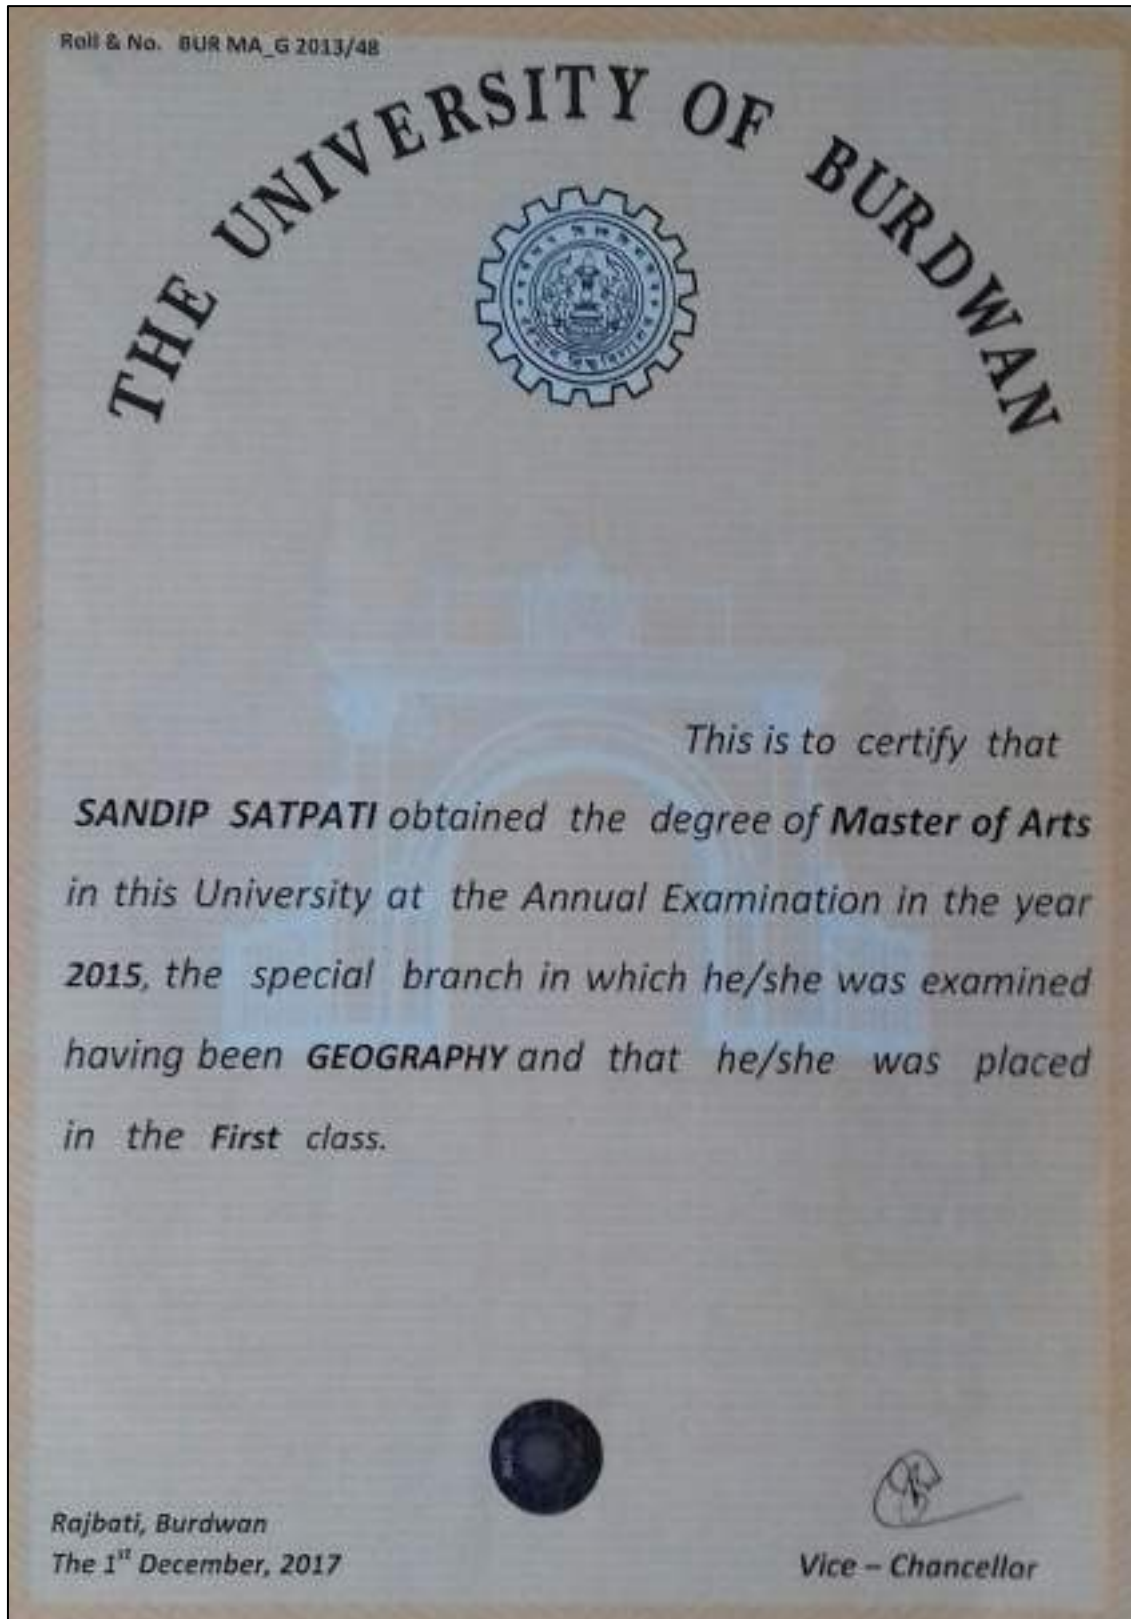 Roll & No. BUR MA_G 2013/48
THE UNIVERSITY OF BURDWAN
This is to certify that
SANDIP SATPATI obtained the degree of Master of Arts
in this University at the Annual Examination in the year
2015, the special branch in which he/she was examined
having been GEOGRAPHY and that he/she was placed
in the First class.
Rajbati, Burdwan
The 1st December, 2017
Vice – Chancellor